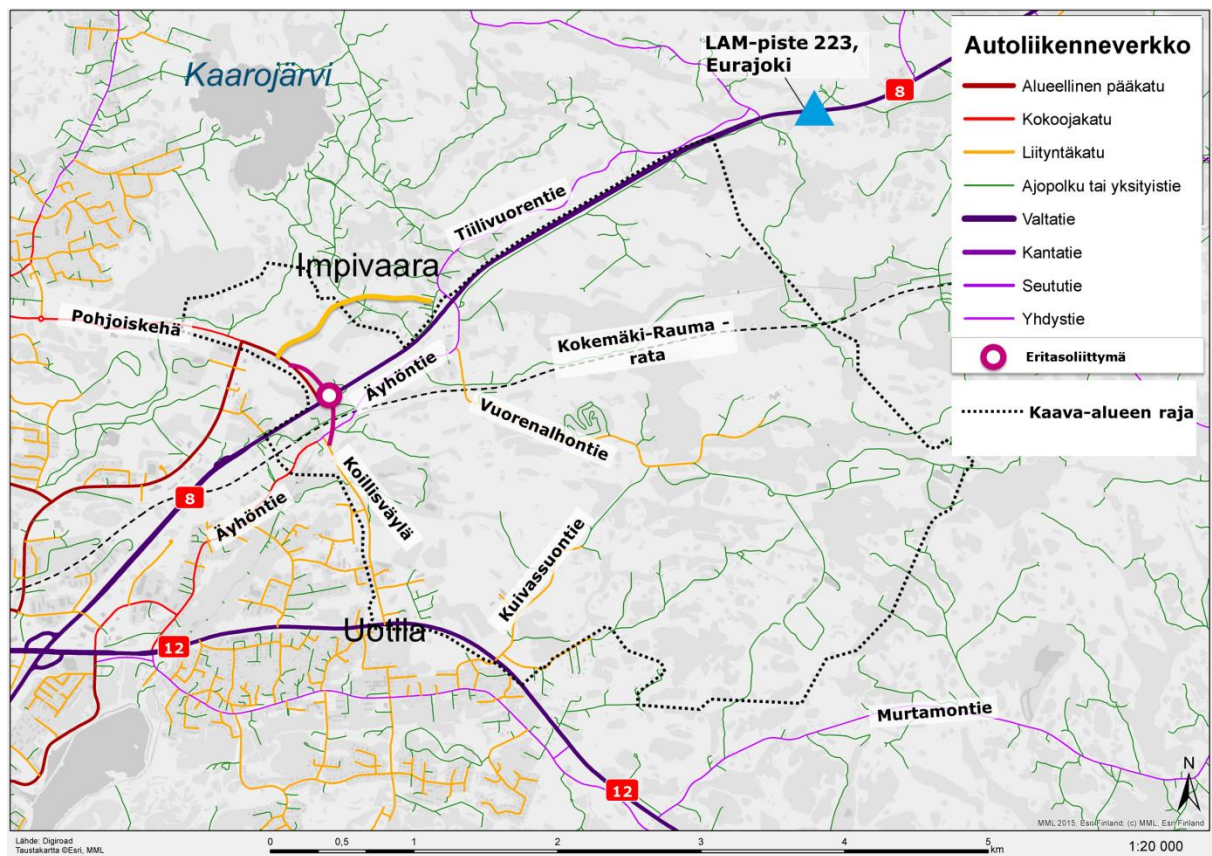 Kaarojärvi
LAM-piste 223,
Eurajoki
8
Autoliikenneverkko
Alueellinen pääkatu
Kokoojakatu
Liityntäkatu
Ajopolku tai yksityistie
Valtatie
Kantatie
Seututie
Yhdystie
Eritasoliittymä
Kaava-alueen raja
Tiilivuorentie
Impivaara
Pohjoiskehä
Kokemäki-Rauma -
rata
Äyhöntie
Vuorenalhontie
Koillisväylä
8
Äyhöntie
Kuivassuontie
Uotila
12
Murtamontie
12
N
MML 2015, Esri Finland; (c) MML, Esri Finland
Lähde: Digiroad
Taustakartta ©Esri, MML
0 0,5 1 2 3 4 5
km
1:20 000